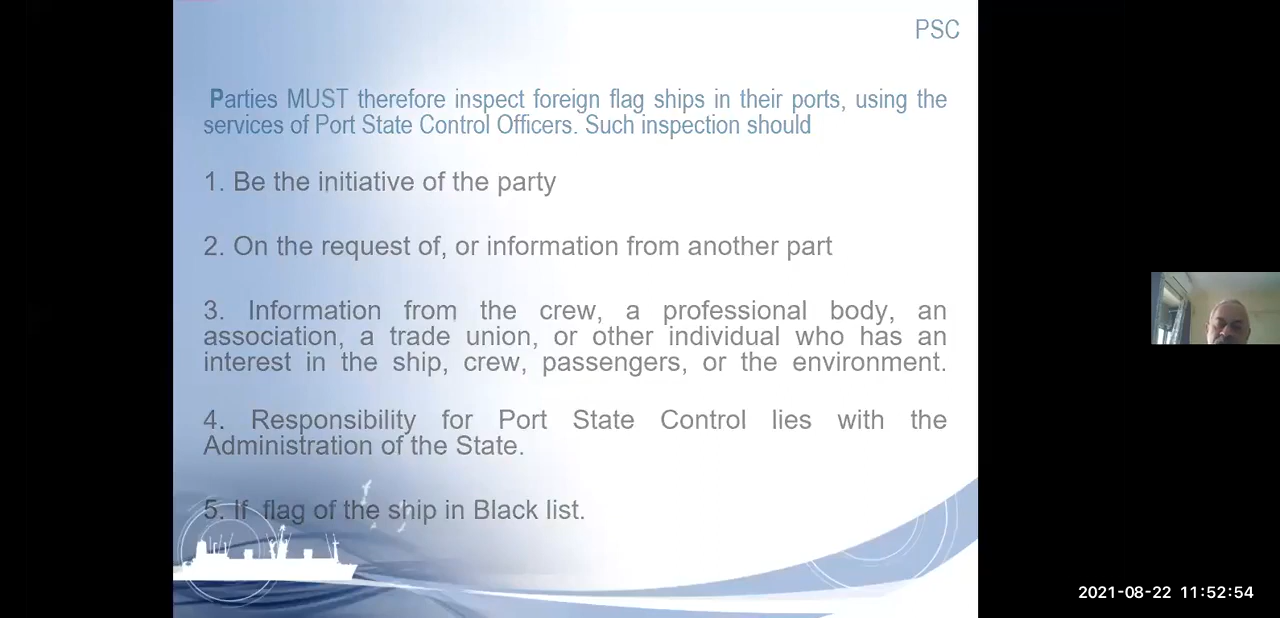 PSC
Parties MUST therefore inspect foreign flag ships in their ports, using the
services of Port State Control Officers. Such inspection should
1. Be the initiative of the party
2. On the request of, or information from another part
3. Information from the crew, a professional body, an
association, a trade union, or other individual who has an
interest in the ship, crew, passengers, or the environment.
4. Responsibility for Port State Control lies with the
Administration of the State.
5. If flag of the ship in Black list.
2021-08-22 11:52:54